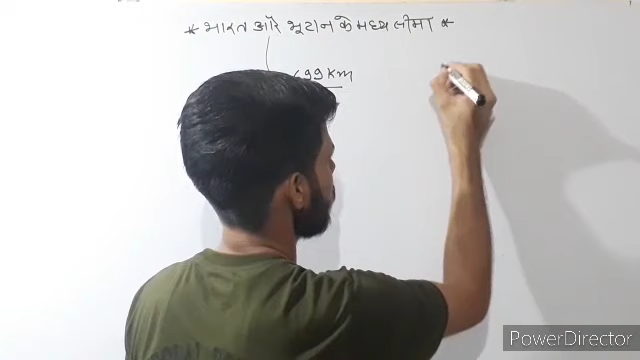 * भारत और भूटान के मध्य सीमा *
699 Km
PowerDirector